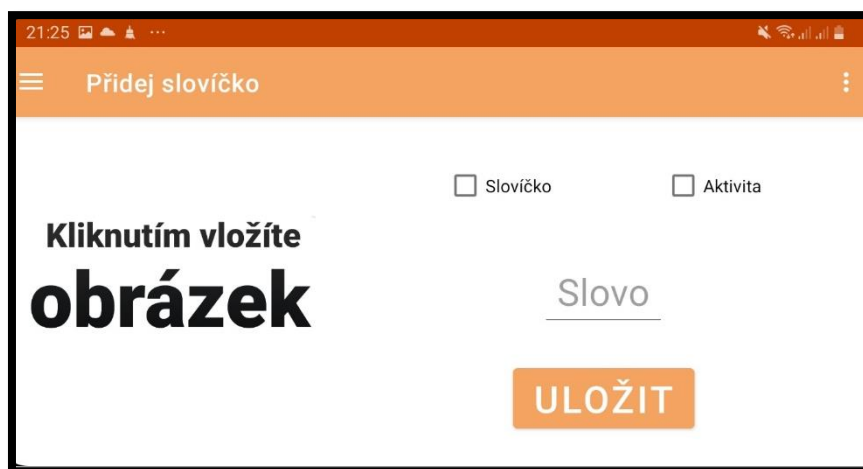 21:25
Přidej slovíčko
Slovíčko
Aktivita
Kliknutím vložíte
obrázek
Slovo
ULOŽIT